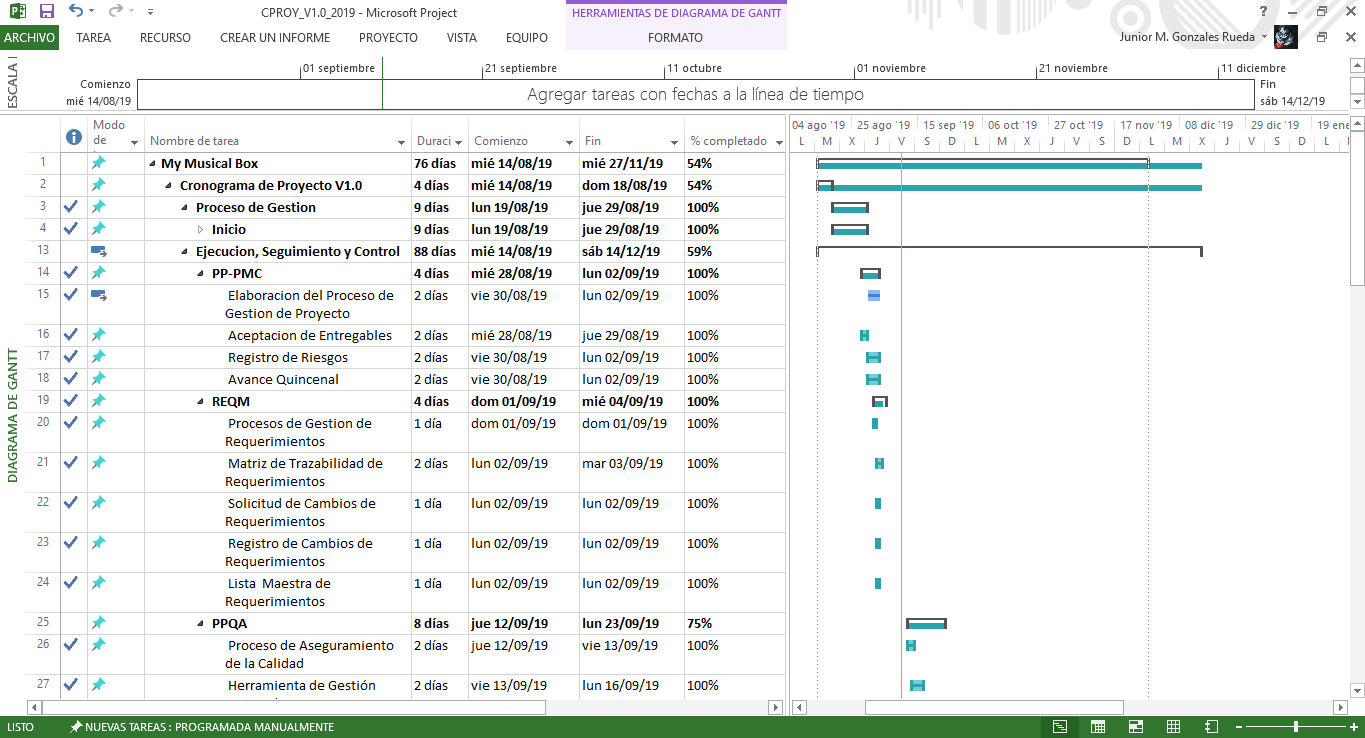 CPROY_V1.0_2019 - Microsoft Project
HERRAMIENTAS DE DIAGRAMA DE GANTT
ARCHIVO TAREA RECURSO CREAR UN INFORME PROYECTO VISTA EQUIPO FORMATO
Junior M. Gonzales Rueda
ESCALA
01 septiembre 21 septiembre 11 octubre 01 noviembre 21 noviembre 11 diciembre
Comienzo
mié 14/08/19
Agregar tareas con fechas a la línea de tiempo
Fin
sáb 14/12/19
DIAGRAMA DE GANTT
Modo de Nombre de tarea Duraci Comienzo Fin % completado
04 ago '19 25 ago '19 15 sep '19 06 oct '19 27 oct '19 17 nov '19 08 dic '19 29 dic '19 19 ene
L M X J V S D L M X J V S D L M X J V S D L
1 My Musical Box 76 días mié 14/08/19 mié 27/11/19 54%
2 Cronograma de Proyecto V1.0 4 días mié 14/08/19 dom 18/08/19 54%
3 Proceso de Gestion 9 días lun 19/08/19 jue 29/08/19 100%
4 Inicio 9 días lun 19/08/19 jue 29/08/19 100%
13 Ejecucion, Seguimiento y Control 88 días mié 14/08/19 sáb 14/12/19 59%
14 PP-PMC 4 días mié 28/08/19 lun 02/09/19 100%
15 Elaboracion del Proceso de 2 días vie 30/08/19 lun 02/09/19 100%
Gestion de Proyecto
16 Aceptacion de Entregables 2 días mié 28/08/19 jue 29/08/19 100%
17 Registro de Riesgos 2 días vie 30/08/19 lun 02/09/19 100%
18 Avance Quincenal 2 días vie 30/08/19 lun 02/09/19 100%
19 REQM 4 días dom 01/09/19 mié 04/09/19 100%
20 Procesos de Gestion de 1 día dom 01/09/19 dom 01/09/19 100%
Requerimientos
21 Matriz de Trazabilidad de 2 días lun 02/09/19 mar 03/09/19 100%
Requerimientos
22 Solicitud de Cambios de 1 día lun 02/09/19 lun 02/09/19 100%
Requerimientos
23 Registro de Cambios de 1 día lun 02/09/19 lun 02/09/19 100%
Requerimientos
24 Lista Maestra de 1 día lun 02/09/19 lun 02/09/19 100%
Requerimientos
25 PPQA 8 días jue 12/09/19 lun 23/09/19 75%
26 Proceso de Aseguramiento 2 días jue 12/09/19 vie 13/09/19 100%
de la Calidad
27 Herramienta de Gestión 2 días vie 13/09/19 lun 16/09/19 100%
LISTO NUEVAS TAREAS : PROGRAMADA MANUALMENTE